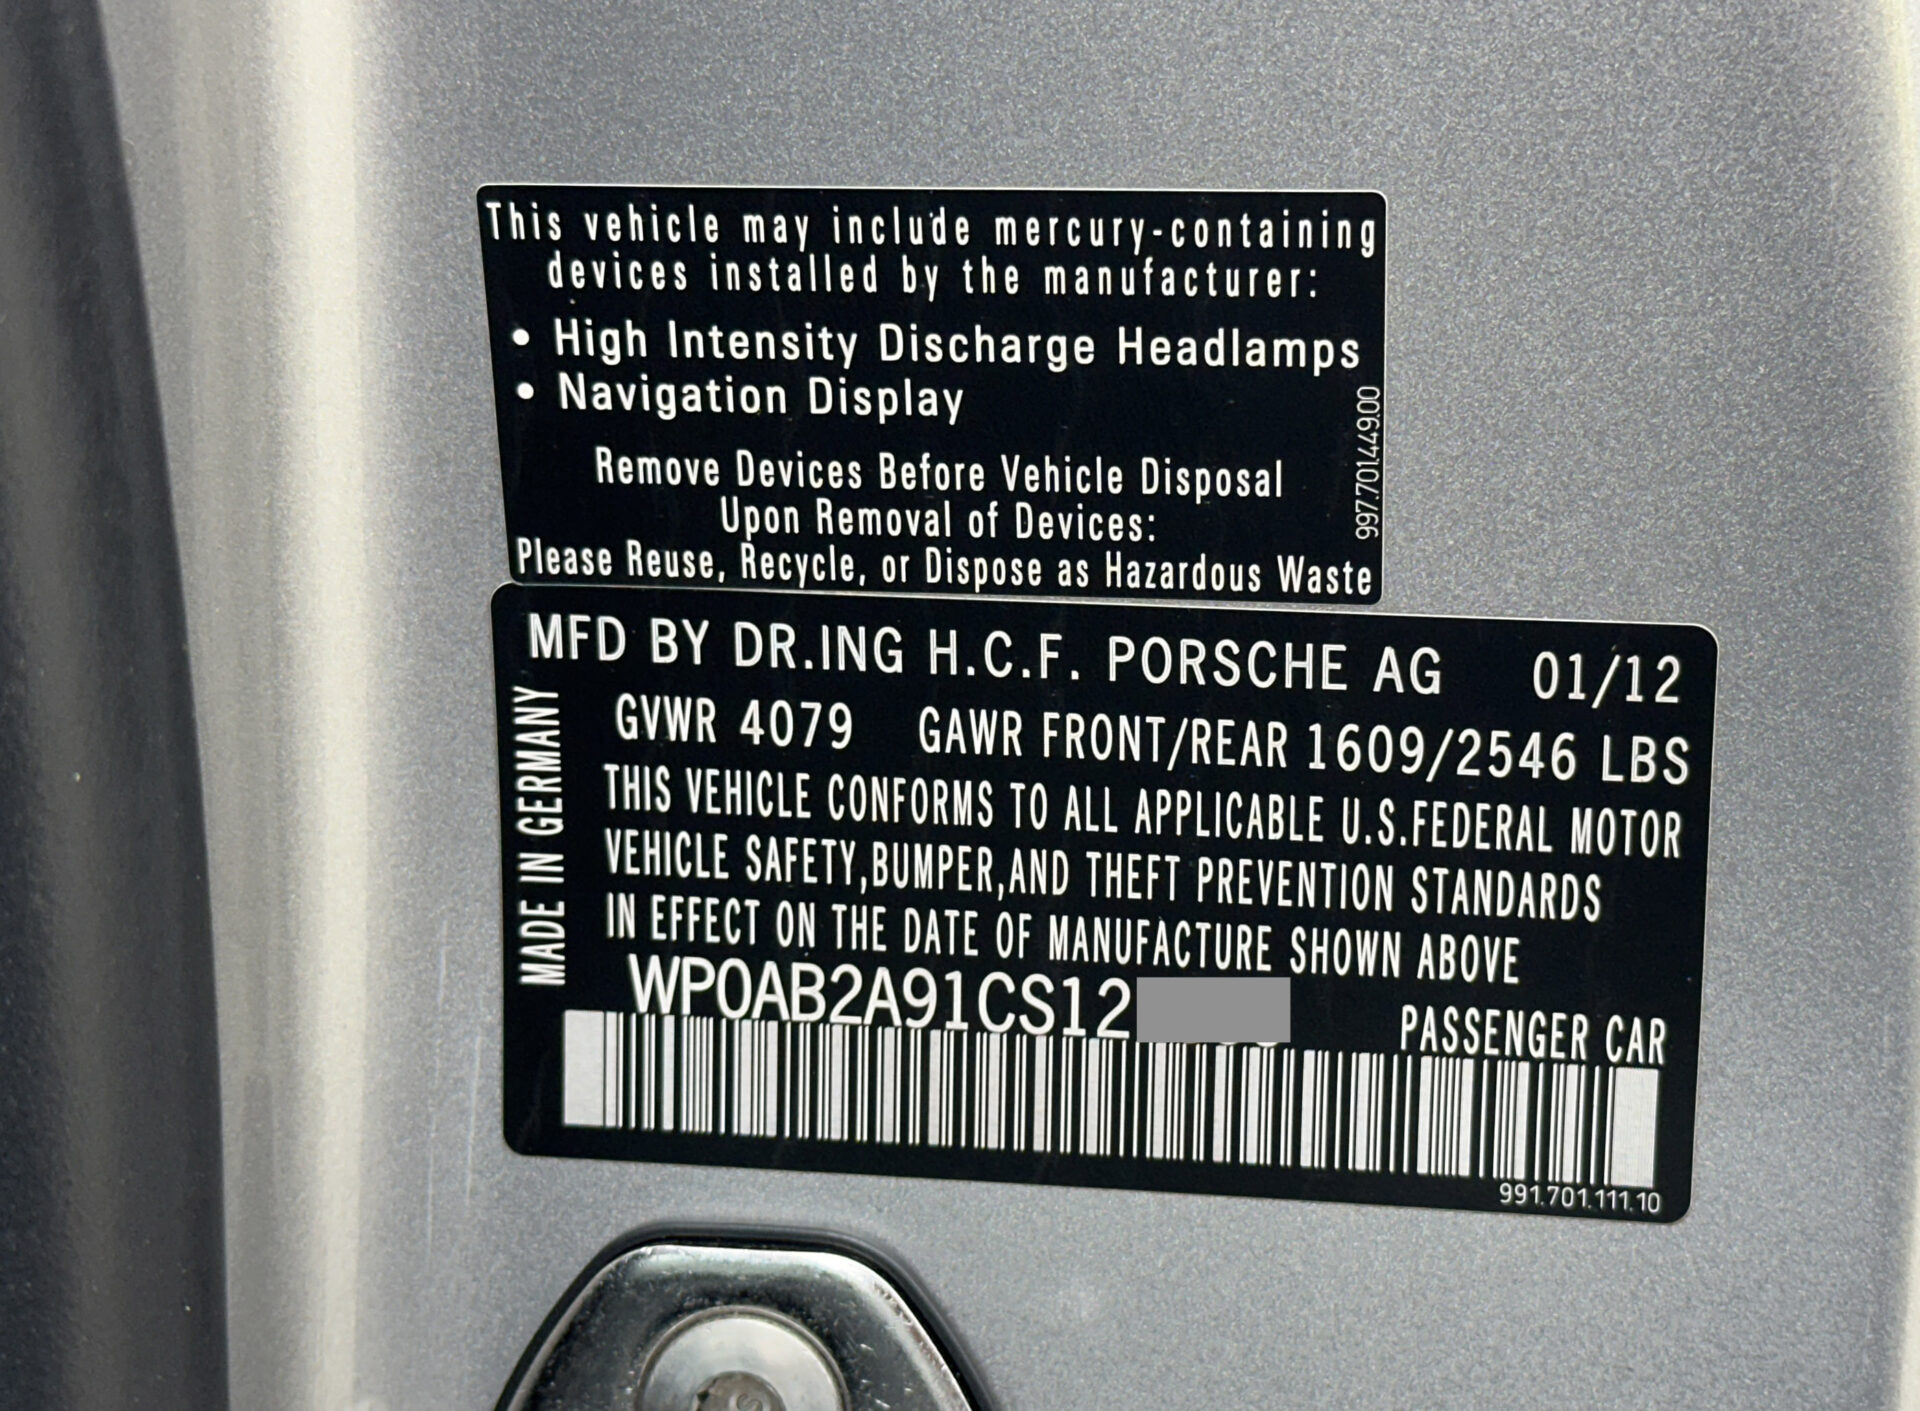 This vehicle may include mercury-containing
devices installed by the manufacturer:
• High Intensity Discharge Headlamps
• Navigation Display
Remove Devices Before Vehicle Disposal
Upon Removal of Devices:
Please Reuse, Recycle, or Dispose as Hazardous Waste
997.701.449.00
MFD BY DR.ING H.C.F. PORSCHE AG 01/12
GVWR 4079 GAWR FRONT/REAR 1609/2546 LBS
THIS VEHICLE CONFORMS TO ALL APPLICABLE U.S.FEDERAL MOTOR
VEHICLE SAFETY,BUMPER,AND THEFT PREVENTION STANDARDS
IN EFFECT ON THE DATE OF MANUFACTURE SHOWN ABOVE
MADE IN GERMANY
WP0AB2A91CS12
PASSENGER CAR
991.701.111.10